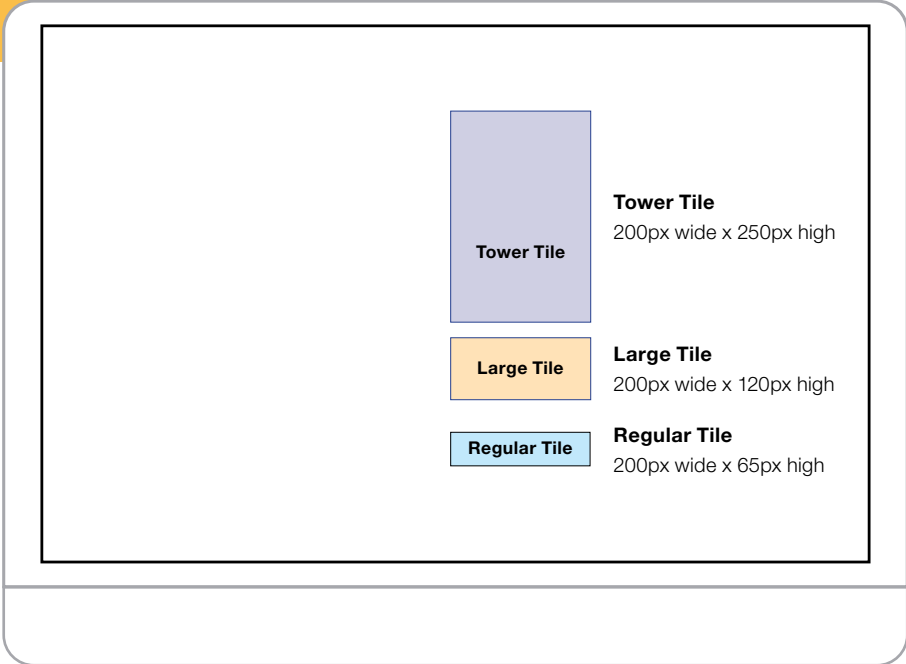 Tower Tile
Tower Tile
200px wide x 250px high
Large Tile
Large Tile
200px wide x 120px high
Regular Tile
Regular Tile
200px wide x 65px high